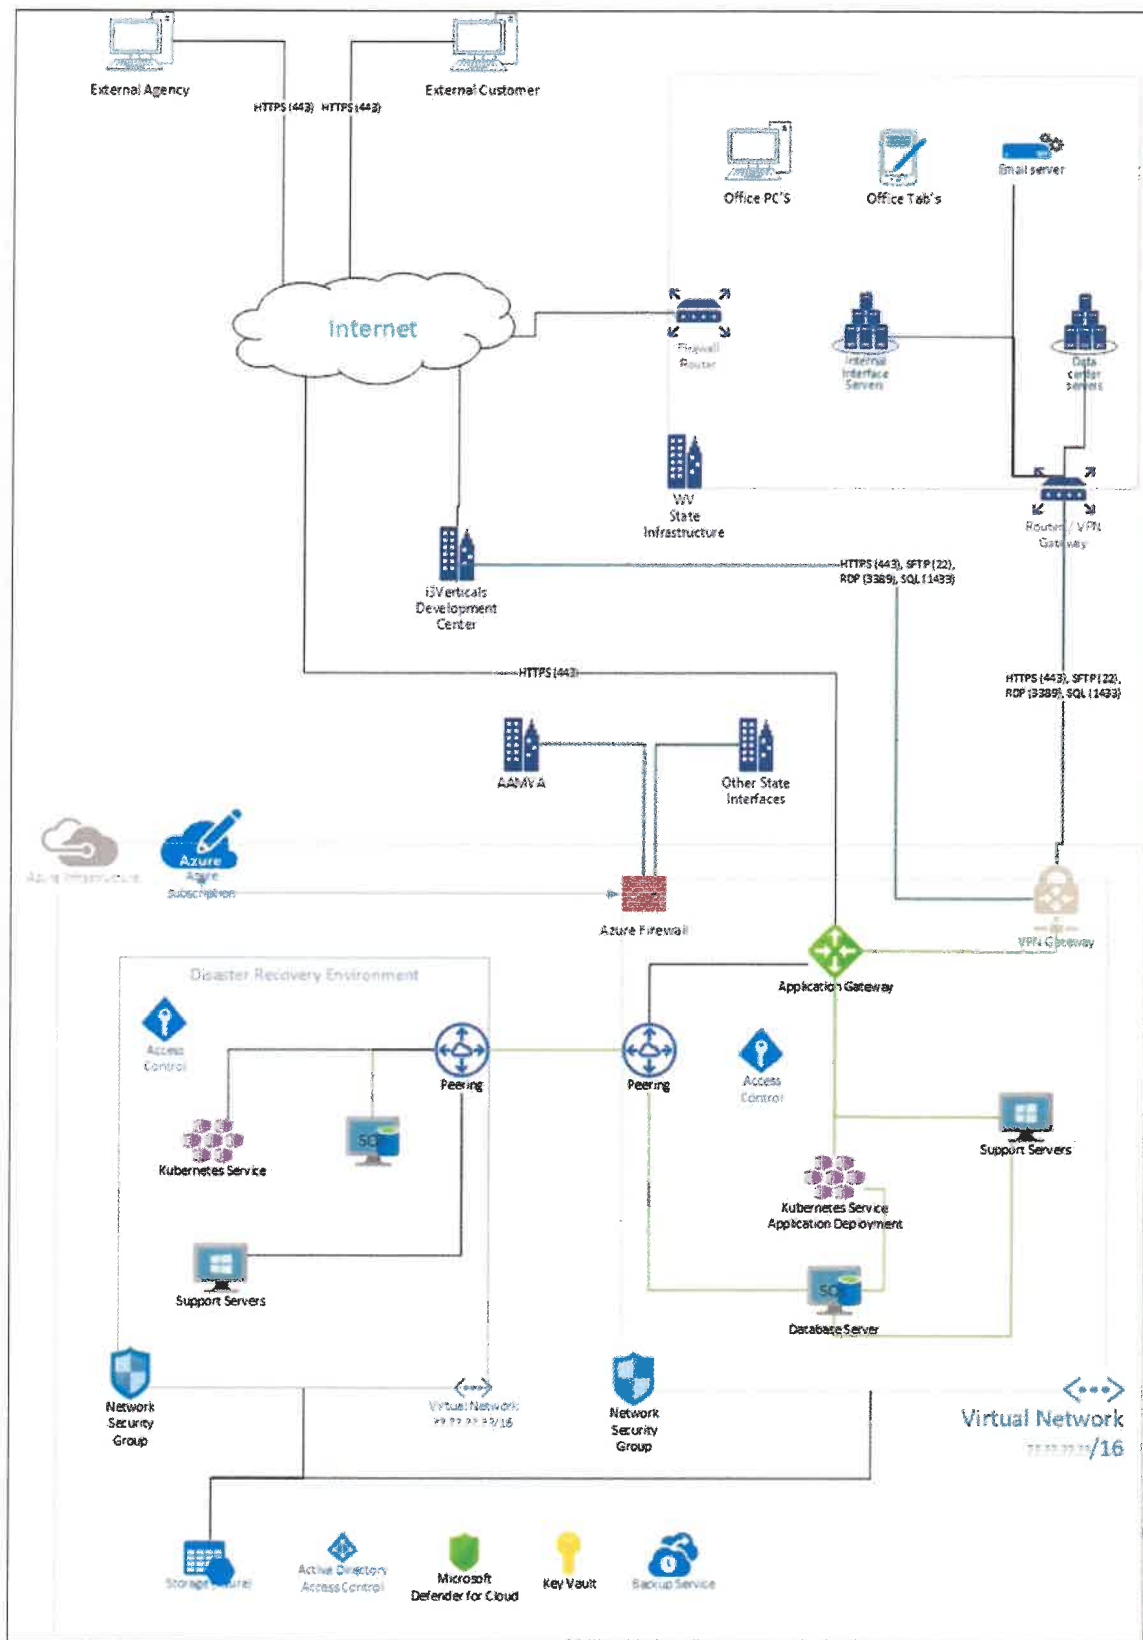 External Agency
External Customer
HTTPS (443)
HTTPS (443)
Office PC'S
Office Tab's
Email server
Internet
Firewall
Router
Internal
Interface
Servers
Data
center
servers
WV
State
Infrastructure
Router / VPN
Gateway
i3Verticals
Development
Center
HTTPS (443), SFTP (22),
RDP (3389), SQL (1433)
HTTPS (443)
HTTPS (443), SFTP (22),
RDP (3389), SQL (1433)
AAMVA
Other State
Interfaces
Azure Infrastructure
Azure
Azure
Subscription
Azure Firewall
VPN Gateway
Disaster Recovery Environment
Application Gateway
Access
Control
Peering
Peering
Access
Control
Kubernetes Service
SQL
Support Servers
Kubernetes Service
Application Deployment
Support Servers
SQL
Database Server
Network
Security
Group
Virtual Network
??.??.??.??/16
Network
Security
Group
Virtual Network
??.??.??.??/16
Storage (Azure)
Active Directory
Access Control
Microsoft
Defender for Cloud
Key Vault
Backup Service